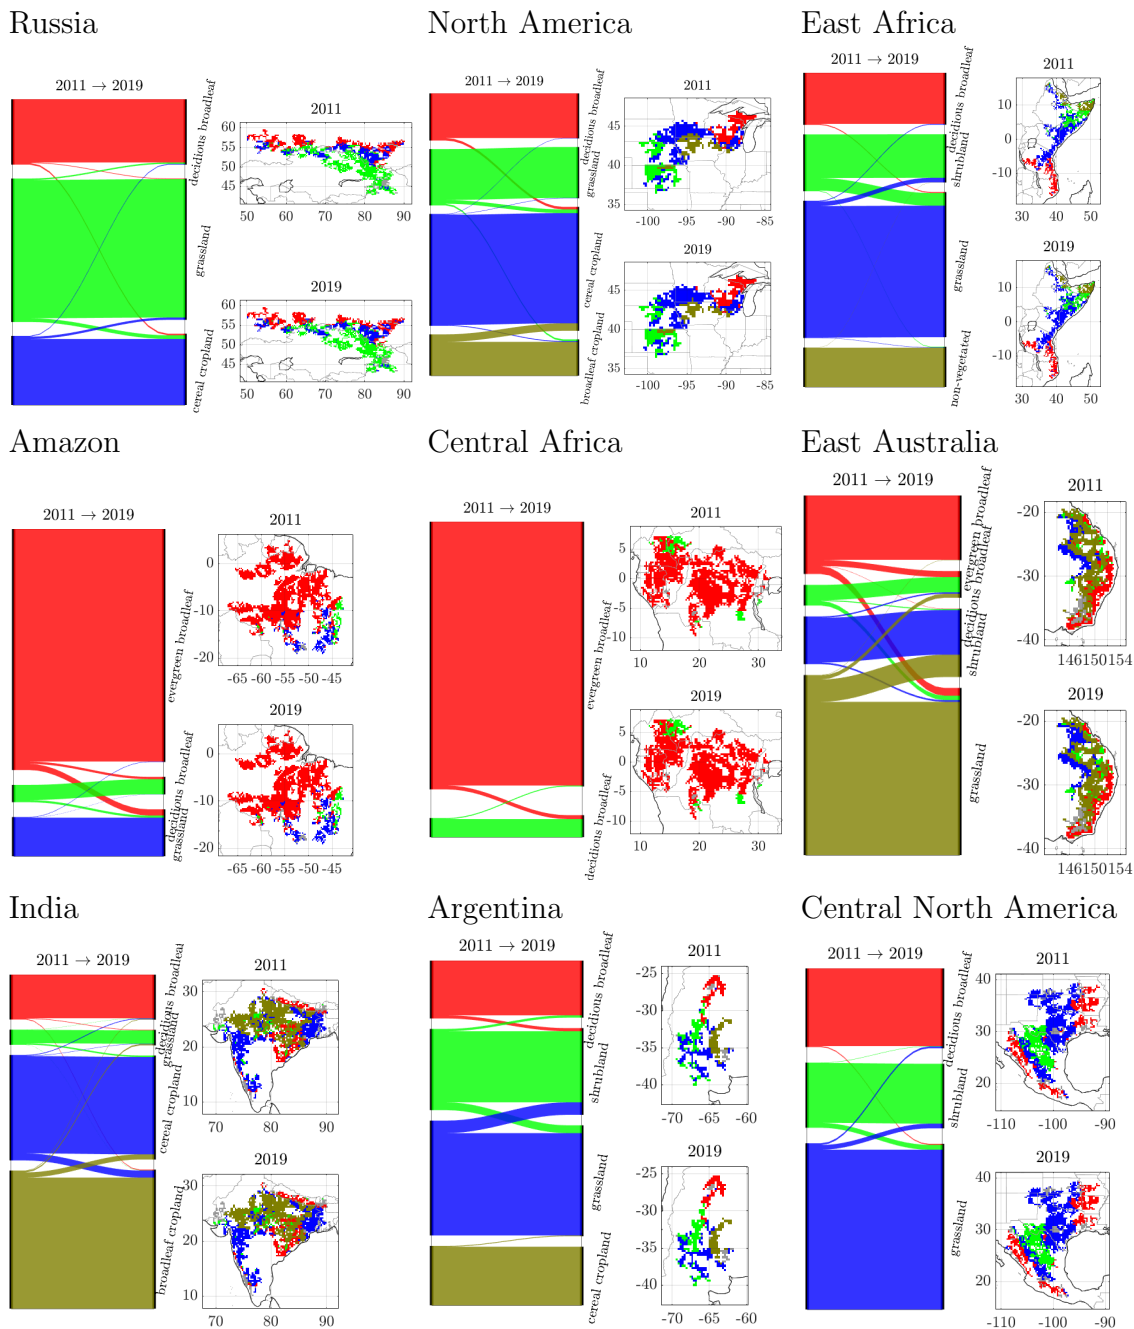 Russia
2011 → 2019
decidious broadleaf
grassland
cereal cropland
2011
60
55
50
45
50 60 70 80 90
2019
60
55
50
45
50 60 70 80 90
North America
2011 → 2019
decidious broadleaf
grassland
cereal cropland
broadleaf cropland
2011
45
40
35
-100 -95 -90 -85
2019
45
40
35
-100 -95 -90 -85
East Africa
2011 → 2019
decidious broadleaf
shrubland
grassland
non-vegetated
2011
10
0
-10
30 40 50
2019
10
0
-10
30 40 50
Amazon
2011 → 2019
evergreen broadleaf
decidious broadleaf
grassland
2011
0
-10
-20
-65 -60 -55 -50 -45
2019
0
-10
-20
-65 -60 -55 -50 -45
Central Africa
2011 → 2019
evergreen broadleaf
decidious broadleaf
2011
5
0
-5
-10
10 20 30
2019
5
0
-5
-10
10 20 30
East Australia
2011 → 2019
evergreen broadleaf
decidious broadleaf
shrubland
grassland
2011
-20
-30
-40
146150154
2019
-20
-30
-40
146150154
India
2011 → 2019
decidious broadleaf
grassland
cereal cropland
broadleaf cropland
2011
30
20
10
70 80 90
2019
30
20
10
70 80 90
Argentina
2011 → 2019
decidious broadleaf
shrubland
grassland
cereal cropland
2011
-25
-30
-35
-40
-70 -65 -60
2019
-25
-30
-35
-40
-70 -65 -60
Central North America
2011 → 2019
decidious broadleaf
shrubland
grassland
2011
40
30
20
-110 -100 -90
2019
40
30
20
-110 -100 -90